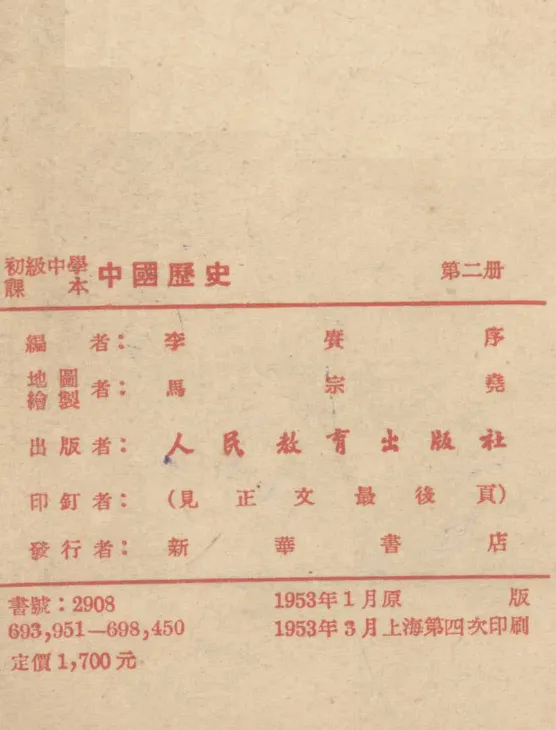 初級中學課本 中國歷史 第二册
編者：李賡序
地圖繪製者：馬宗堯
出版者：人民教育出版社
印釘者：(見正文最後頁)
發行者：新華書店
書號：2908 1953年1月原版
693,951—698,450 1953年3月上海第四次印刷
定價1,700元